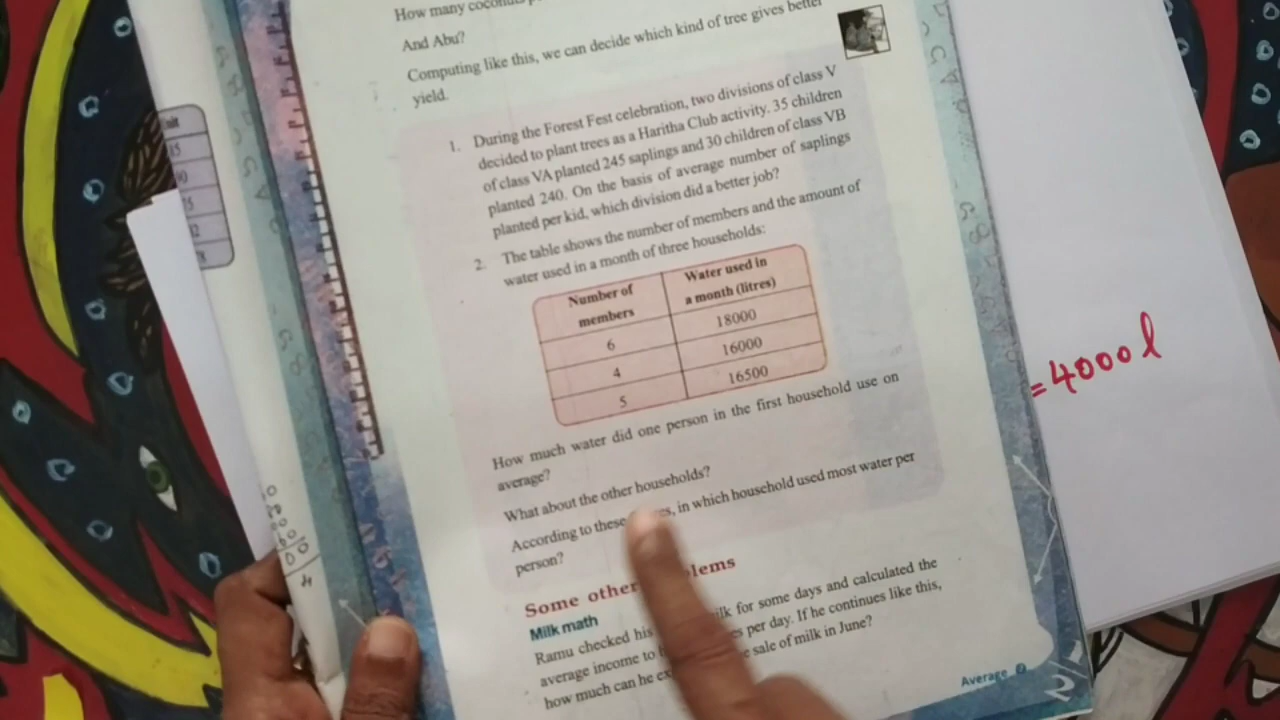 How many coconuts
And Abu?
Computing like this, we can decide which kind of tree gives better
yield.
1. During the Forest Fest celebration, two divisions of class V
decided to plant trees as a Haritha Club activity. 35 children
of class VA planted 245 saplings and 30 children of class VB
planted 240. On the basis of average number of saplings
planted per kid, which division did a better job?
2. The table shows the number of members and the amount of
water used in a month of three households:
Number of members Water used in a month (litres)
6 18000
4 16000
5 16500
How much water did one person in the first household use on
average?
What about the other households?
According to these in which household used most water per
person?
Some other
Milk math
Ramu checked his milk for some days and calculated the
average income to per day. If he continues like this,
how much can he sale of milk in June?
Average
=4000 l